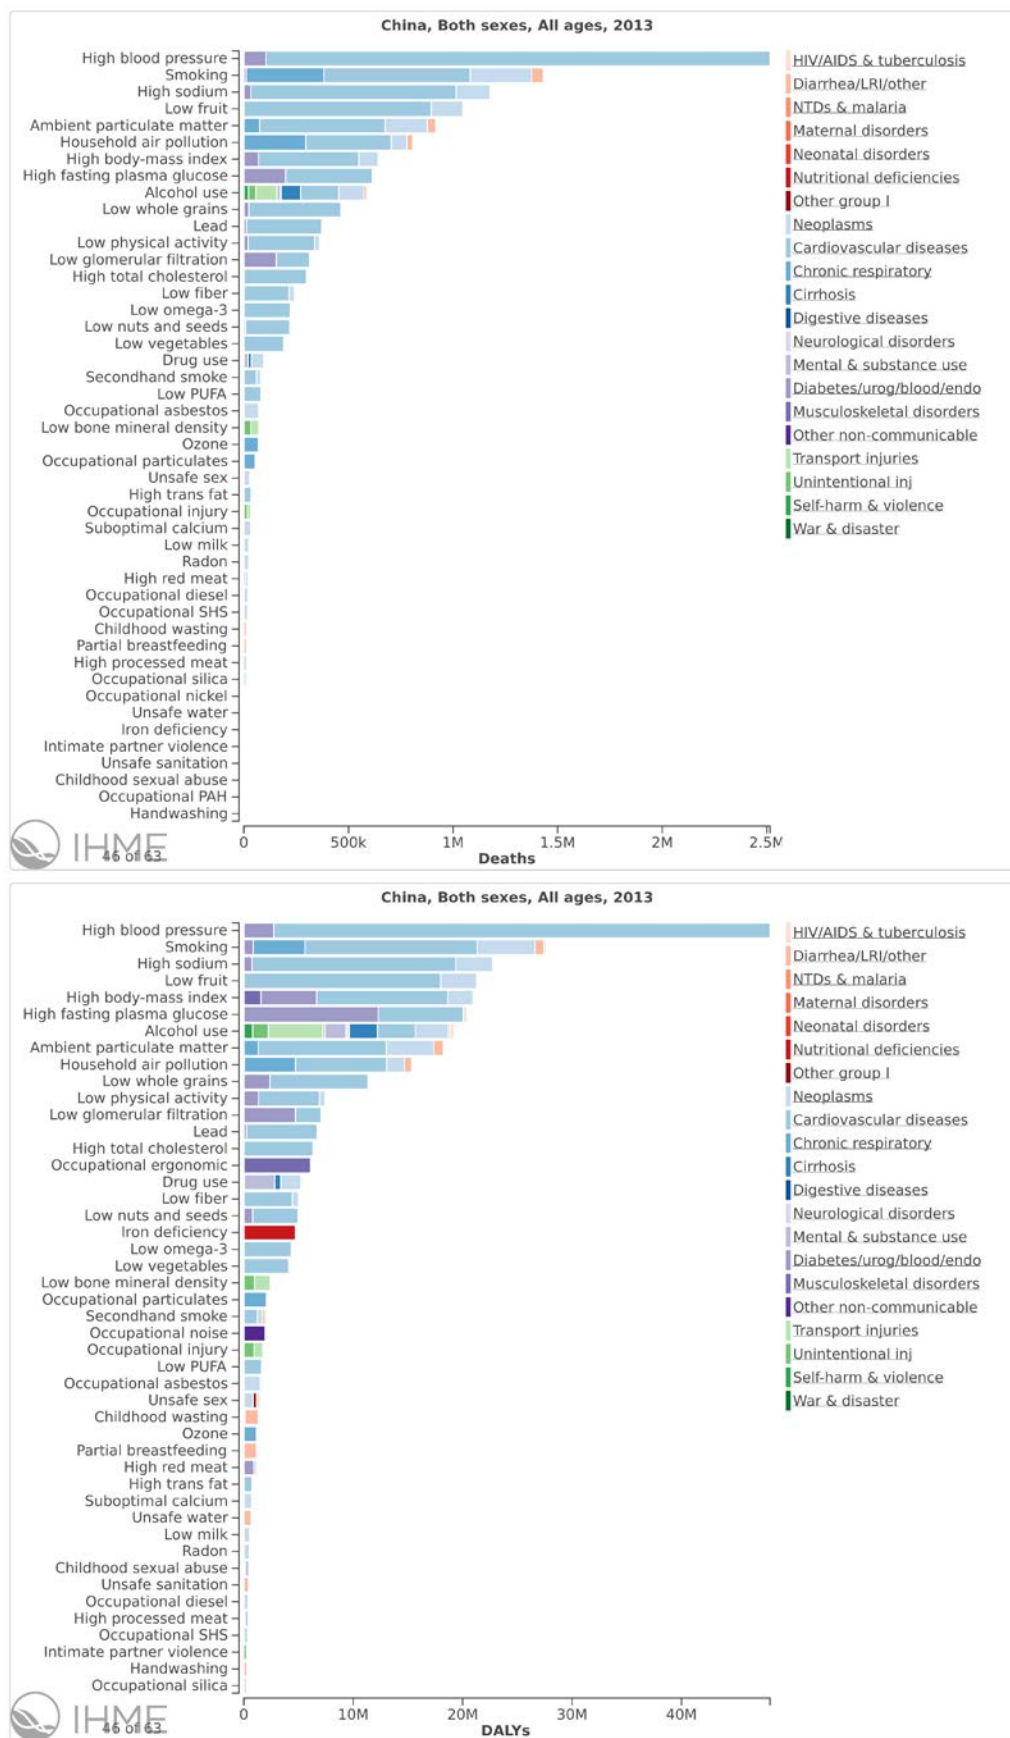 China, Both sexes, All ages, 2013
High blood pressure
Smoking
High sodium
Low fruit
Ambient particulate matter
Household air pollution
High body-mass index
High fasting plasma glucose
Alcohol use
Low whole grains
Lead
Low physical activity
Low glomerular filtration
High total cholesterol
Low fiber
Low omega-3
Low nuts and seeds
Low vegetables
Drug use
Secondhand smoke
Low PUFA
Occupational asbestos
Low bone mineral density
Ozone
Occupational particulates
Unsafe sex
High trans fat
Occupational injury
Suboptimal calcium
Low milk
Radon
High red meat
Occupational diesel
Occupational SHS
Childhood wasting
Partial breastfeeding
High processed meat
Occupational silica
Occupational nickel
Unsafe water
Iron deficiency
Intimate partner violence
Unsafe sanitation
Childhood sexual abuse
Occupational PAH
Handwashing
HIV/AIDS & tuberculosis
Diarrhea/LRI/other
NTDs & malaria
Maternal disorders
Neonatal disorders
Nutritional deficiencies
Other group I
Neoplasms
Cardiovascular diseases
Chronic respiratory
Cirrhosis
Digestive diseases
Neurological disorders
Mental & substance use
Diabetes/urog/blood/endo
Musculoskeletal disorders
Other non-communicable
Transport injuries
Unintentional inj
Self-harm & violence
War & disaster
0 500k 1M 1.5M 2M 2.5M
Deaths
IHME
46 of 63
China, Both sexes, All ages, 2013
High blood pressure
Smoking
High sodium
Low fruit
High body-mass index
High fasting plasma glucose
Alcohol use
Ambient particulate matter
Household air pollution
Low whole grains
Low physical activity
Low glomerular filtration
Lead
High total cholesterol
Occupational ergonomic
Drug use
Low fiber
Low nuts and seeds
Iron deficiency
Low omega-3
Low vegetables
Low bone mineral density
Occupational particulates
Secondhand smoke
Occupational noise
Occupational injury
Low PUFA
Occupational asbestos
Unsafe sex
Childhood wasting
Ozone
Partial breastfeeding
High red meat
High trans fat
Suboptimal calcium
Unsafe water
Low milk
Radon
Childhood sexual abuse
Unsafe sanitation
Occupational diesel
High processed meat
Occupational SHS
Intimate partner violence
Handwashing
Occupational silica
HIV/AIDS & tuberculosis
Diarrhea/LRI/other
NTDs & malaria
Maternal disorders
Neonatal disorders
Nutritional deficiencies
Other group I
Neoplasms
Cardiovascular diseases
Chronic respiratory
Cirrhosis
Digestive diseases
Neurological disorders
Mental & substance use
Diabetes/urog/blood/endo
Musculoskeletal disorders
Other non-communicable
Transport injuries
Unintentional inj
Self-harm & violence
War & disaster
0 10M 20M 30M 40M
DALYs
IHME
46 of 63